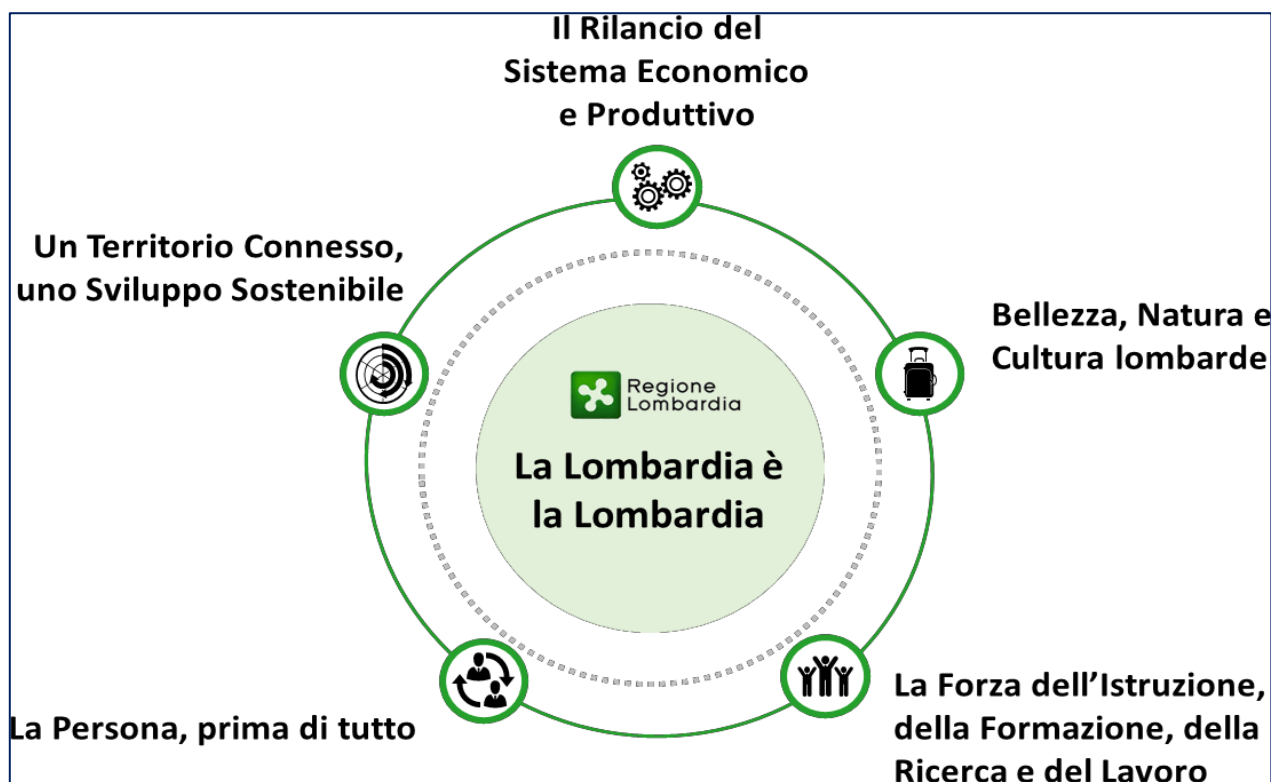 Il Rilancio del
Sistema Economico
e Produttivo
Un Territorio Connesso,
uno Sviluppo Sostenibile
Bellezza, Natura e
Cultura lombarde
Regione
Lombardia
La Lombardia è
la Lombardia
La Persona, prima di tutto
La Forza dell’Istruzione,
della Formazione, della
Ricerca e del Lavoro